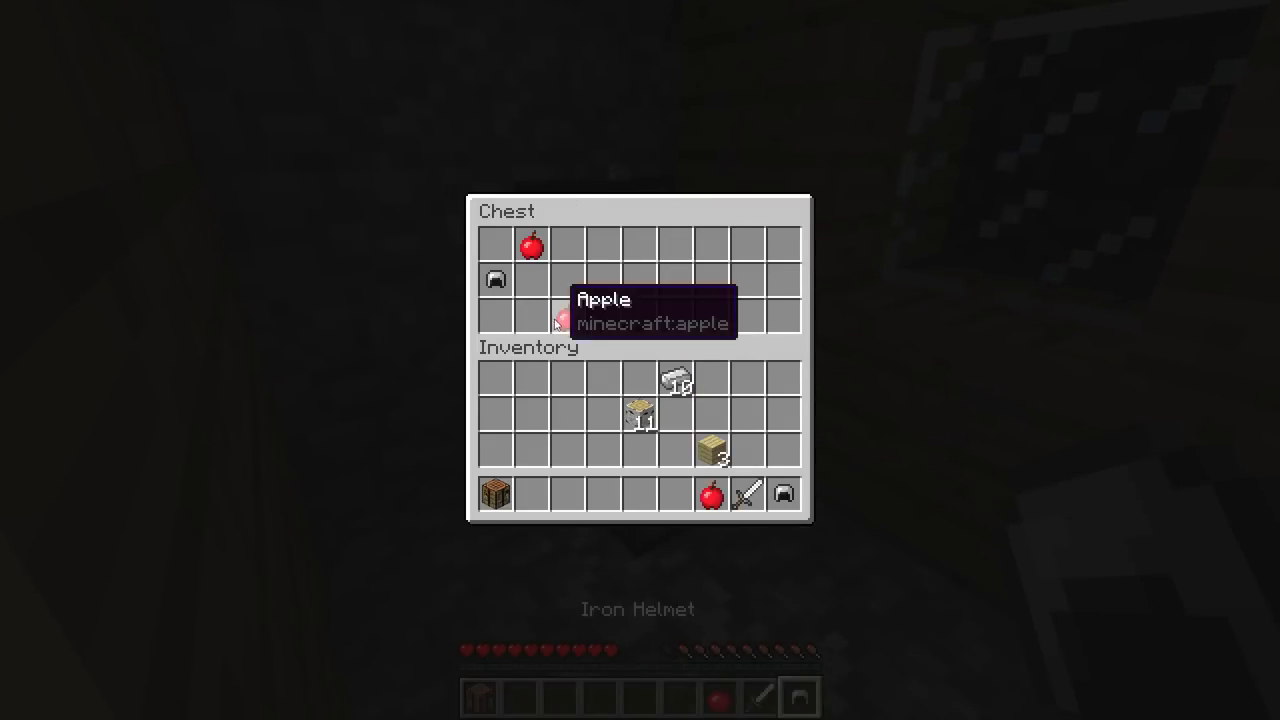 Chest
Apple
minecraft:apple
Inventory
10
11
3
Iron Helmet